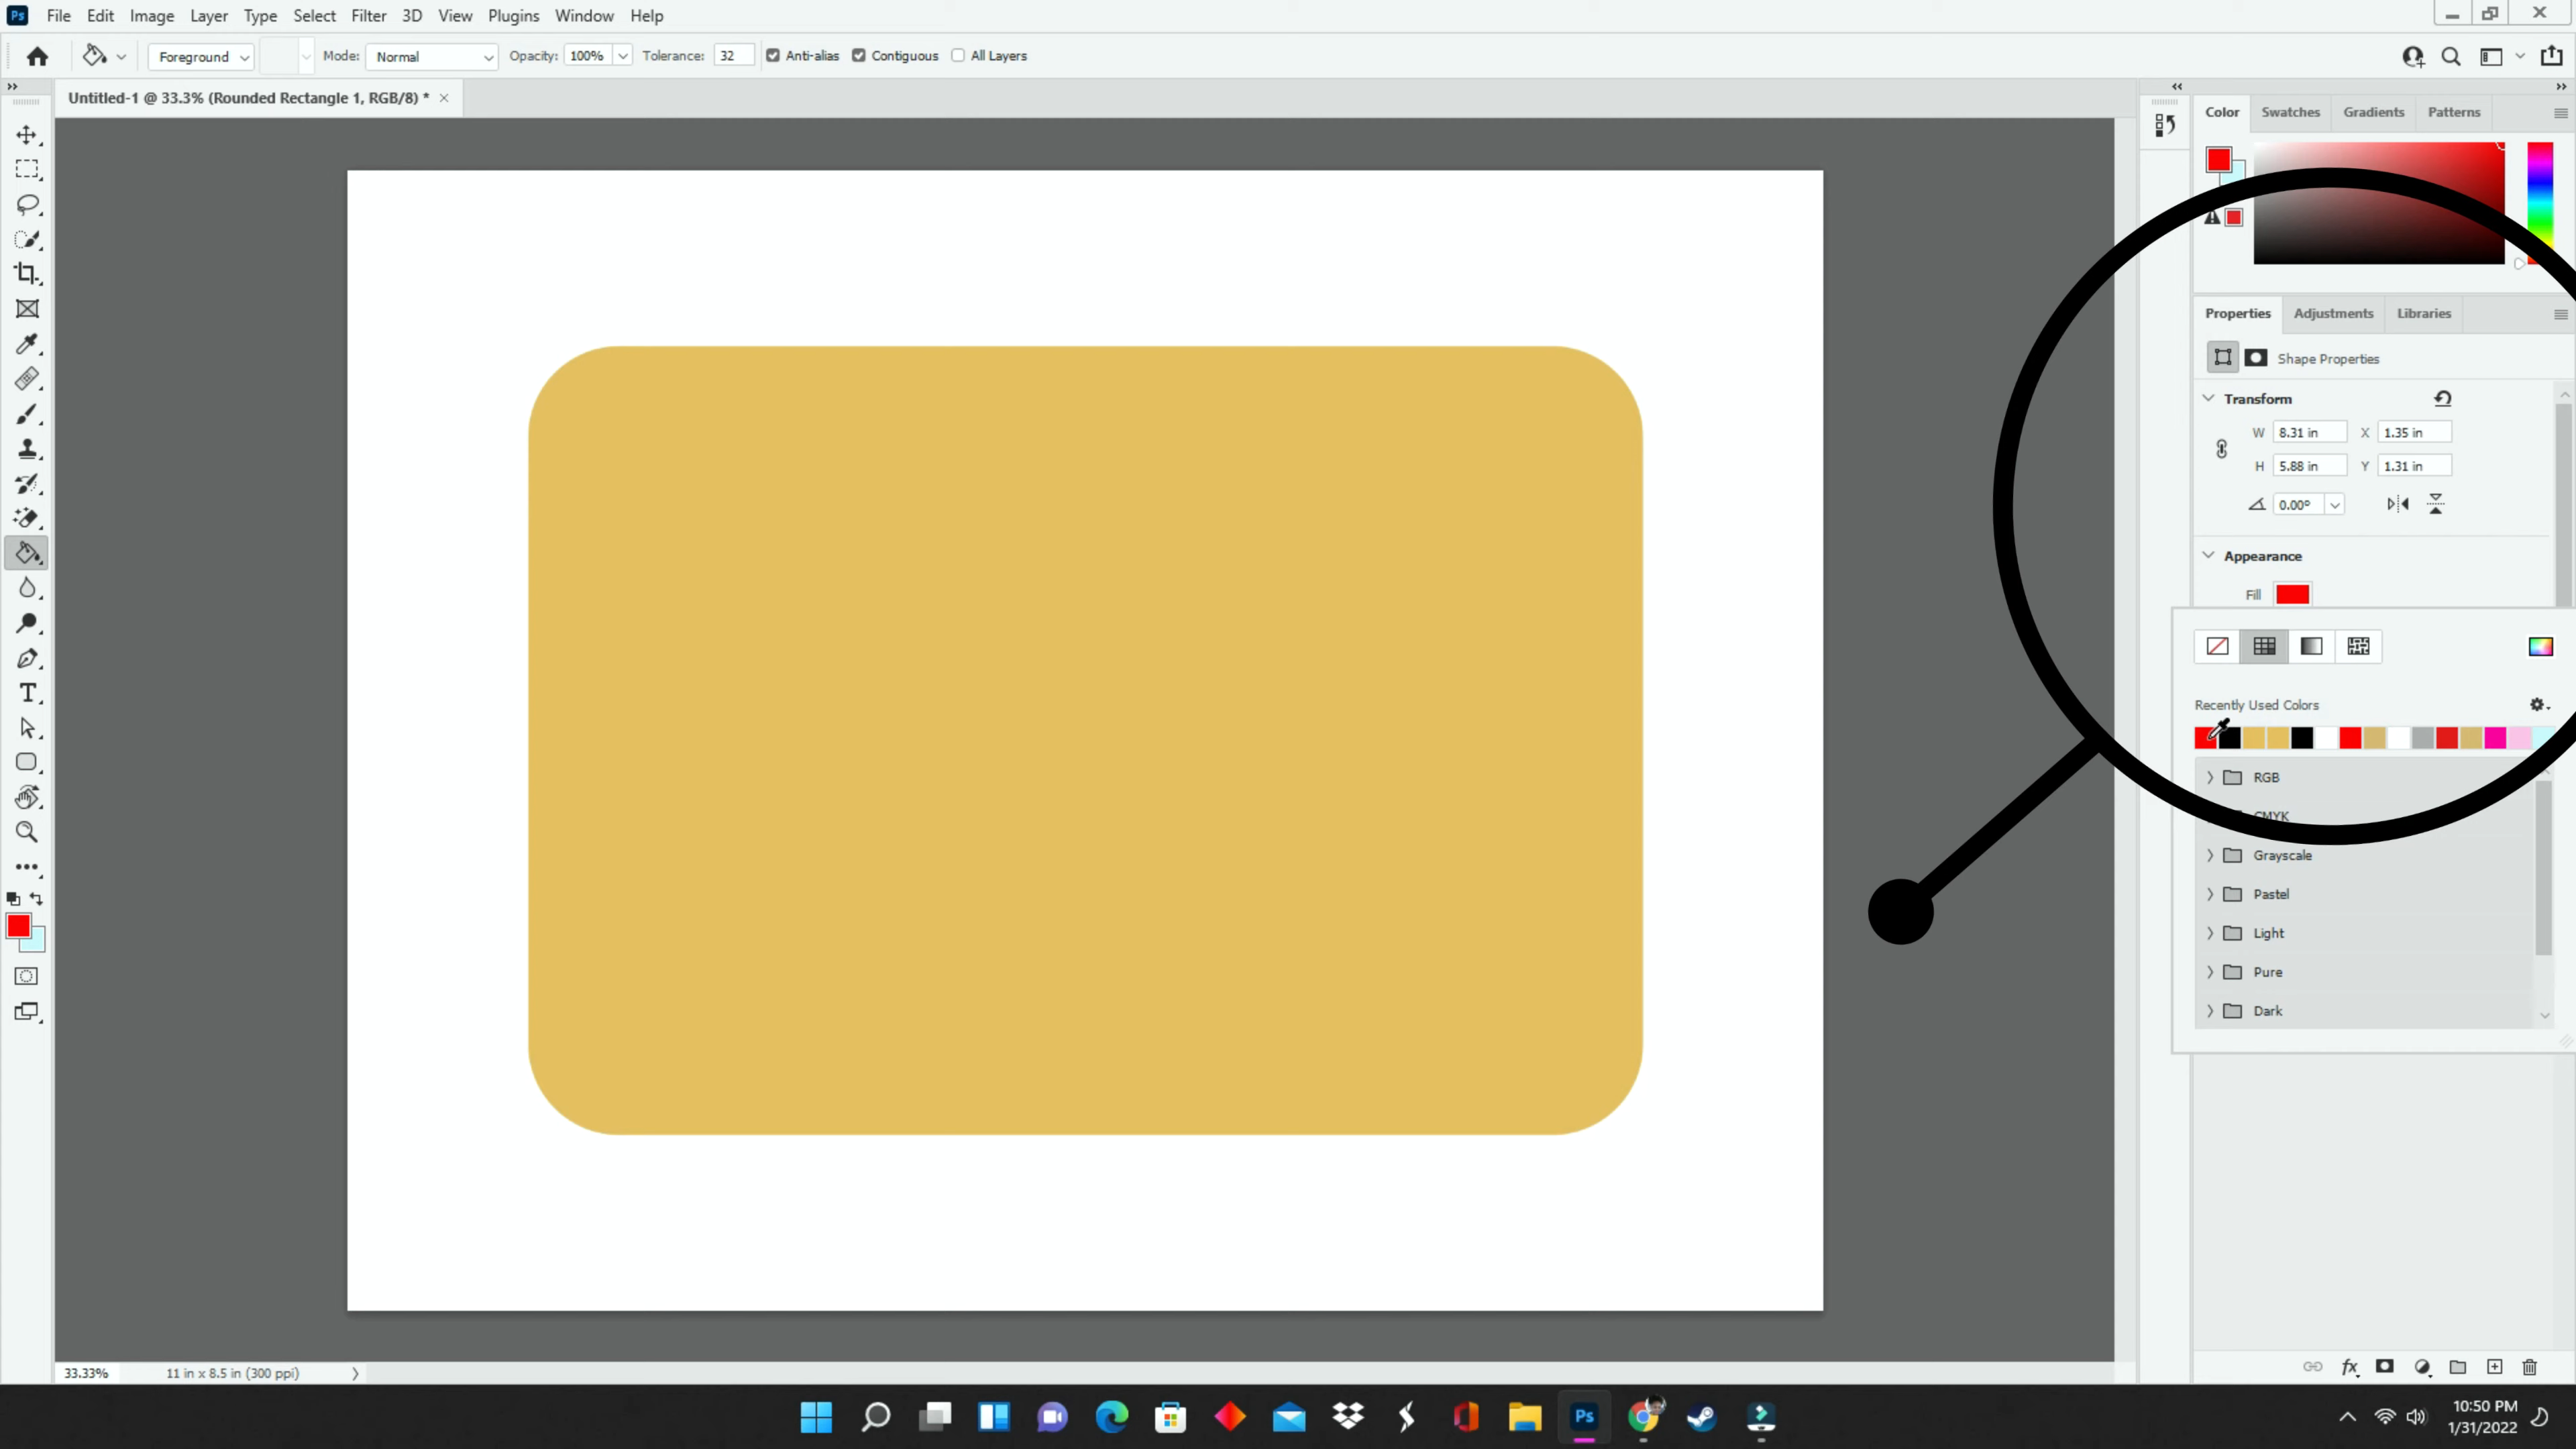 Ps File Edit Image Layer Type Select Filter 3D View Plugins Window Help
Foreground Mode: Normal Opacity: 100% Tolerance: 32 Anti-alias Contiguous All Layers
Untitled-1 @ 33.3% (Rounded Rectangle 1, RGB/8) * ×
Color Swatches Gradients Patterns
Properties Adjustments Libraries
Shape Properties
Transform
W 8.31 in X 1.35 in
H 5.88 in Y 1.31 in
0.00°
Appearance
Fill
Recently Used Colors
RGB
CMYK
Grayscale
Pastel
Light
Pure
Dark
33.33% 11 in x 8.5 in (300 ppi)
fx
Ps
10:50 PM
1/31/2022